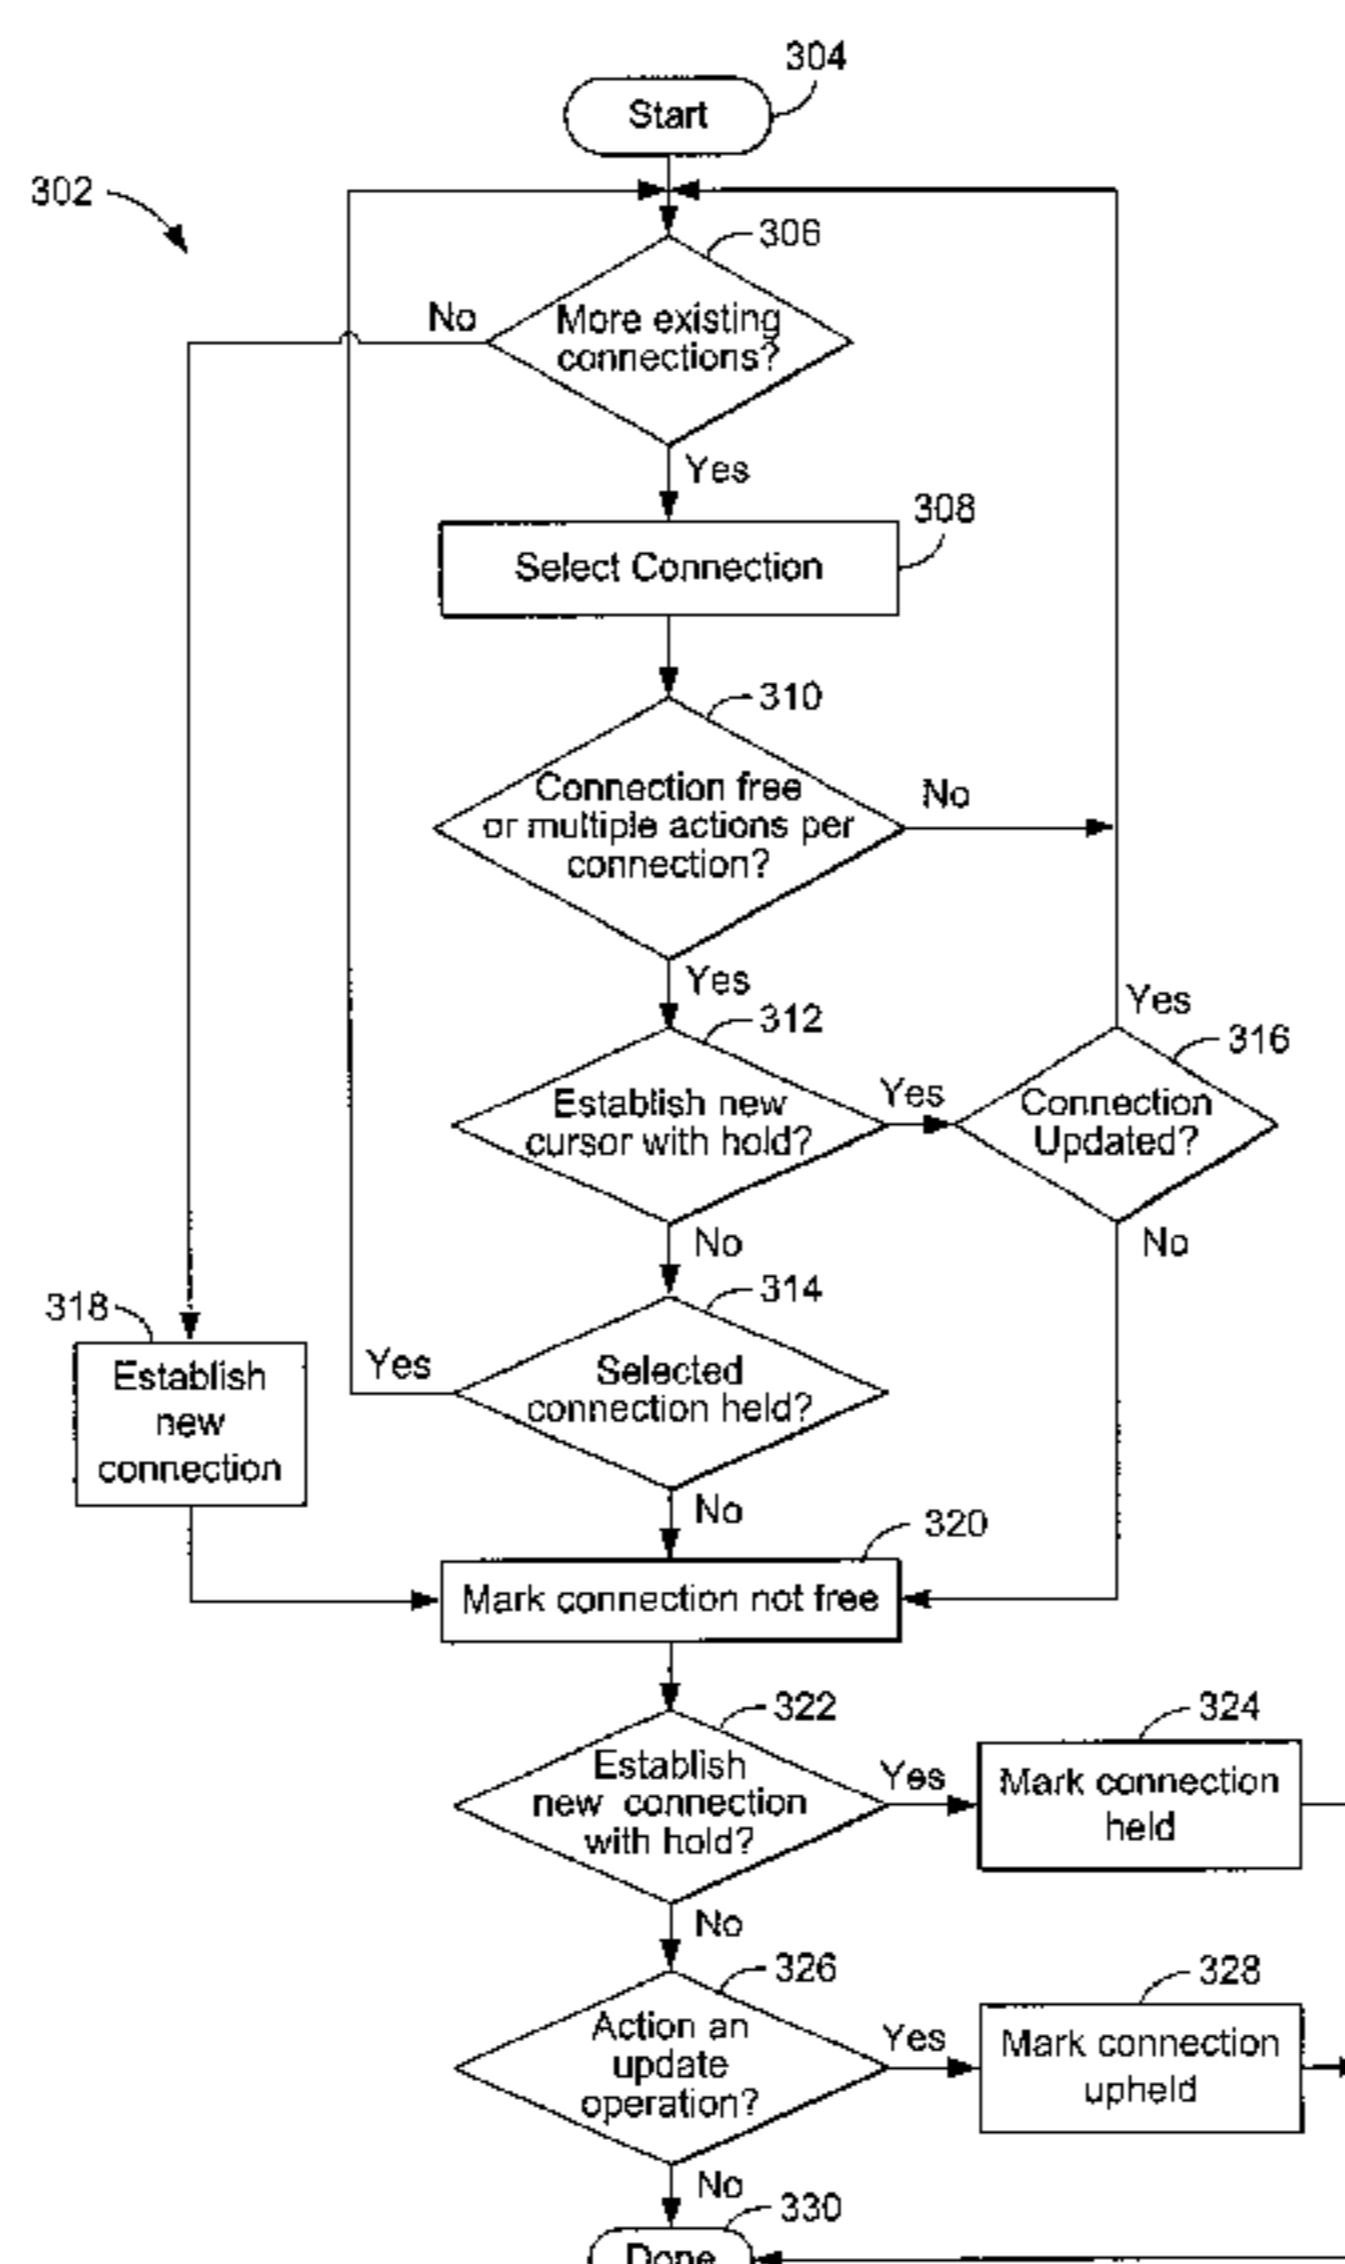 304
Start
302
306
No
More existing
connections?
Yes
308
Select Connection
310
Connection free
or multiple actions per
connection?
No
Yes
312
Yes
316
Establish new
cursor with hold?
Yes
Connection
Updated?
No
No
314
318
Yes
Selected
connection held?
Establish
new
connection
No
320
Mark connection not free
322
324
Establish
new connection
with hold?
Yes
Mark connection
held
No
326
328
Action an
update
operation?
Yes
Mark connection
upheld
No
330
Done